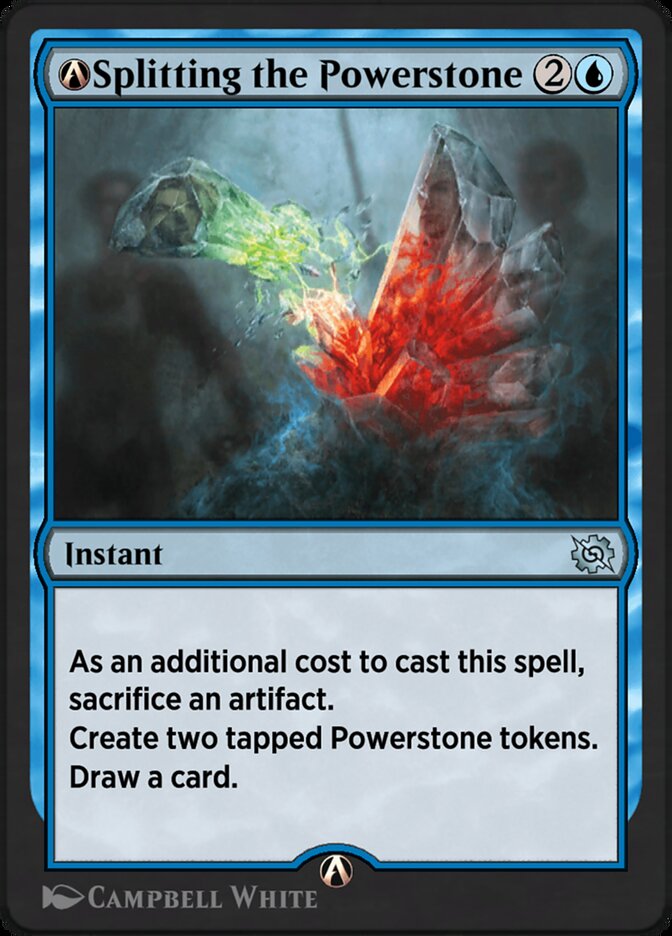 Splitting the Powerstone 2
Instant
As an additional cost to cast this spell,
sacrifice an artifact.
Create two tapped Powerstone tokens.
Draw a card.
Campbell White